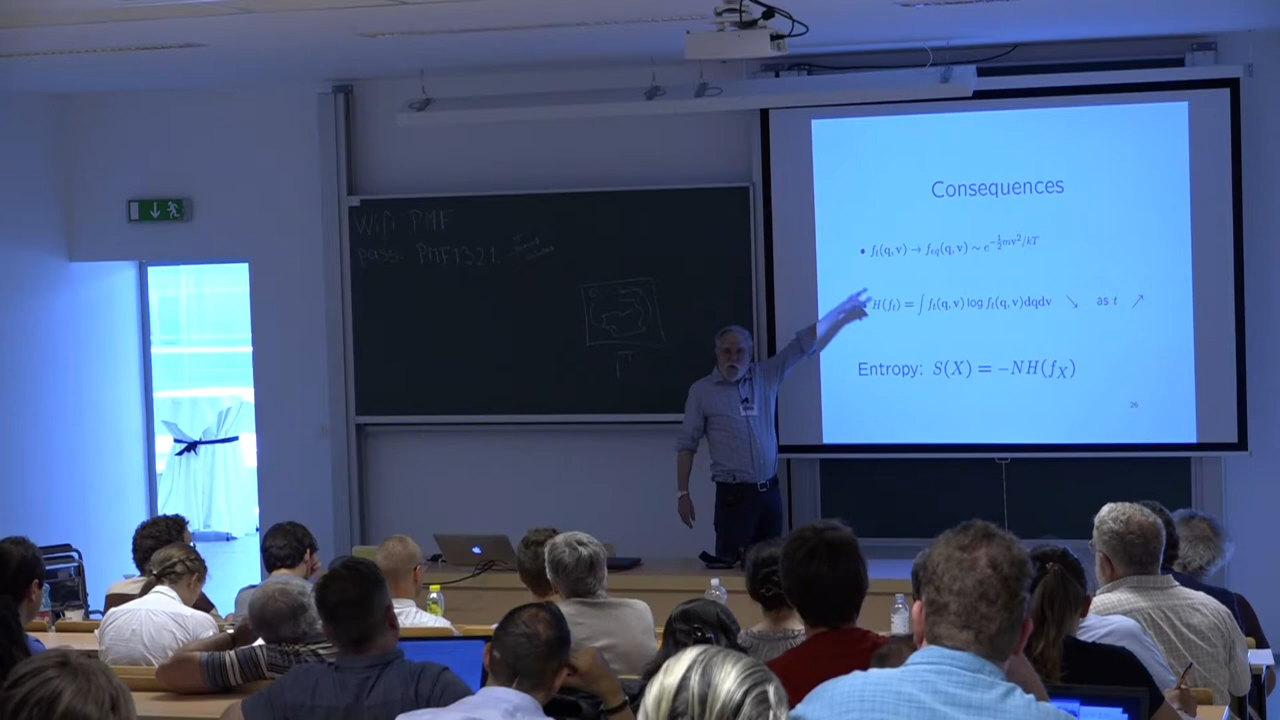 Wifi PMF
pass: PMF1321.
Γ
Consequences
• f_t(q, v) → f_eq(q, v) ∼ e^{−½mv²/kT}
H(f_t) = ∫ f_t(q, v) log f_t(q, v)dqdv ↘ as t ↗
Entropy: S(X) = −NH(f_X)
26